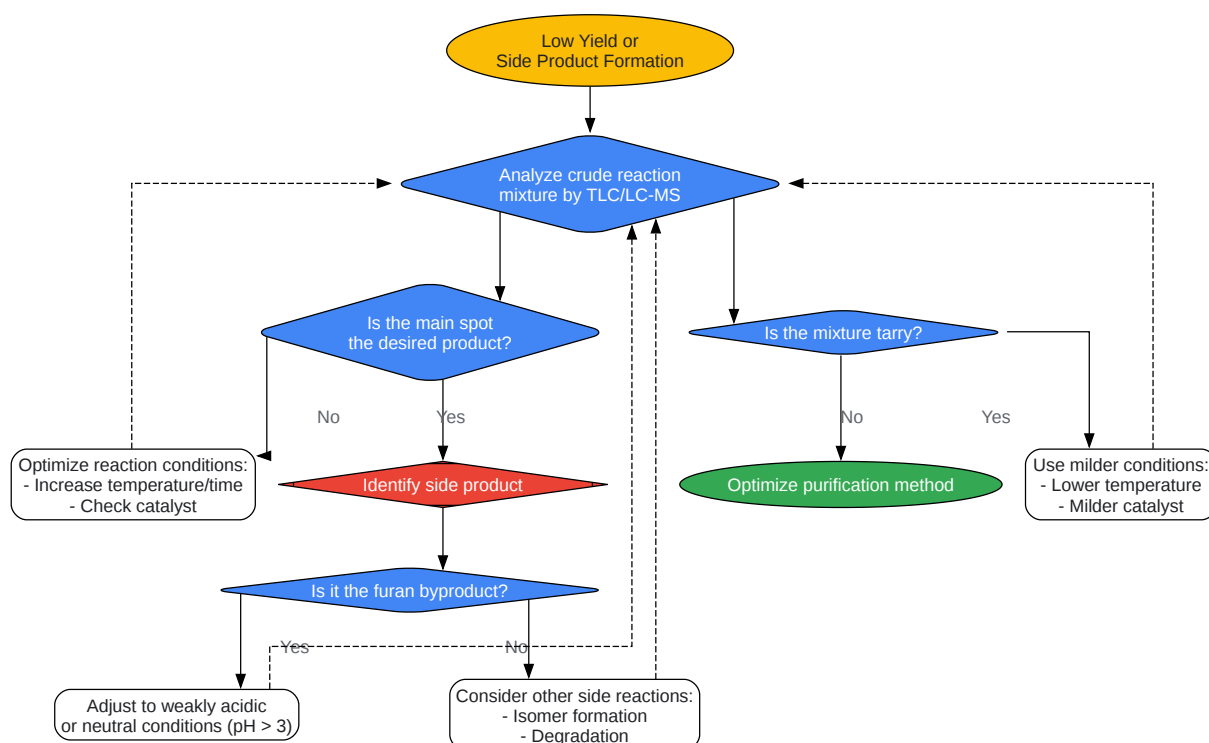 Low Yield or
Side Product Formation
Analyze crude reaction
mixture by TLC/LC-MS
Is the main spot
the desired product?
Is the mixture tarry?
No
Yes
No
Yes
Optimize reaction conditions:
- Increase temperature/time
- Check catalyst
Identify side product
Optimize purification method
Use milder conditions:
- Lower temperature
- Milder catalyst
Is it the furan byproduct?
Yes
No
Adjust to weakly acidic
or neutral conditions (pH > 3)
Consider other side reactions:
- Isomer formation
- Degradation